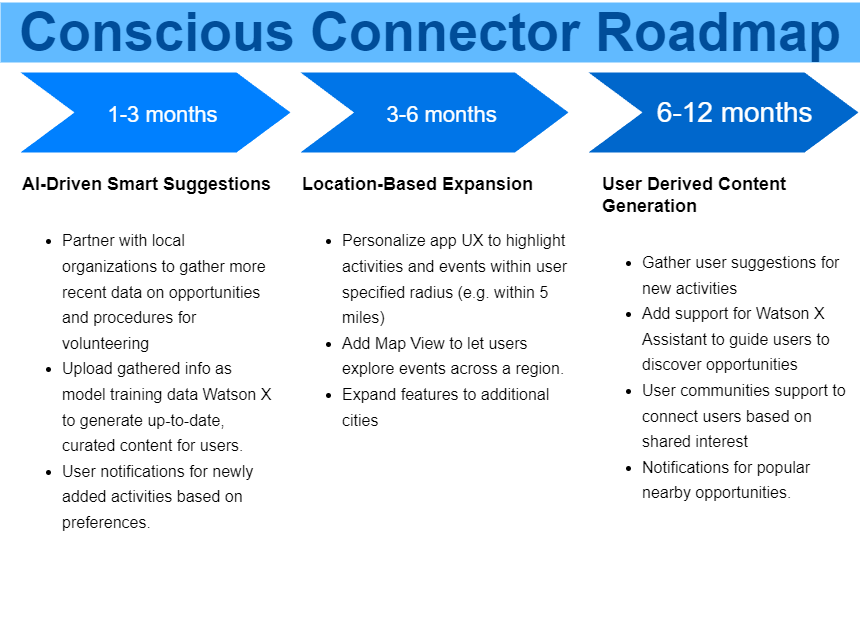 Conscious Connector Roadmap
1-3 months
3-6 months
6-12 months
AI-Driven Smart Suggestions
• Partner with local
organizations to gather more
recent data on opportunities
and procedures for
volunteering
• Upload gathered info as
model training data Watson X
to generate up-to-date,
curated content for users.
• User notifications for newly
added activities based on
preferences.
Location-Based Expansion
• Personalize app UX to highlight
activities and events within user
specified radius (e.g. within 5
miles)
• Add Map View to let users
explore events across a region.
• Expand features to additional
cities
User Derived Content
Generation
• Gather user suggestions for
new activities
• Add support for Watson X
Assistant to guide users to
discover opportunities
• User communities support to
connect users based on
shared interest
• Notifications for popular
nearby opportunities.